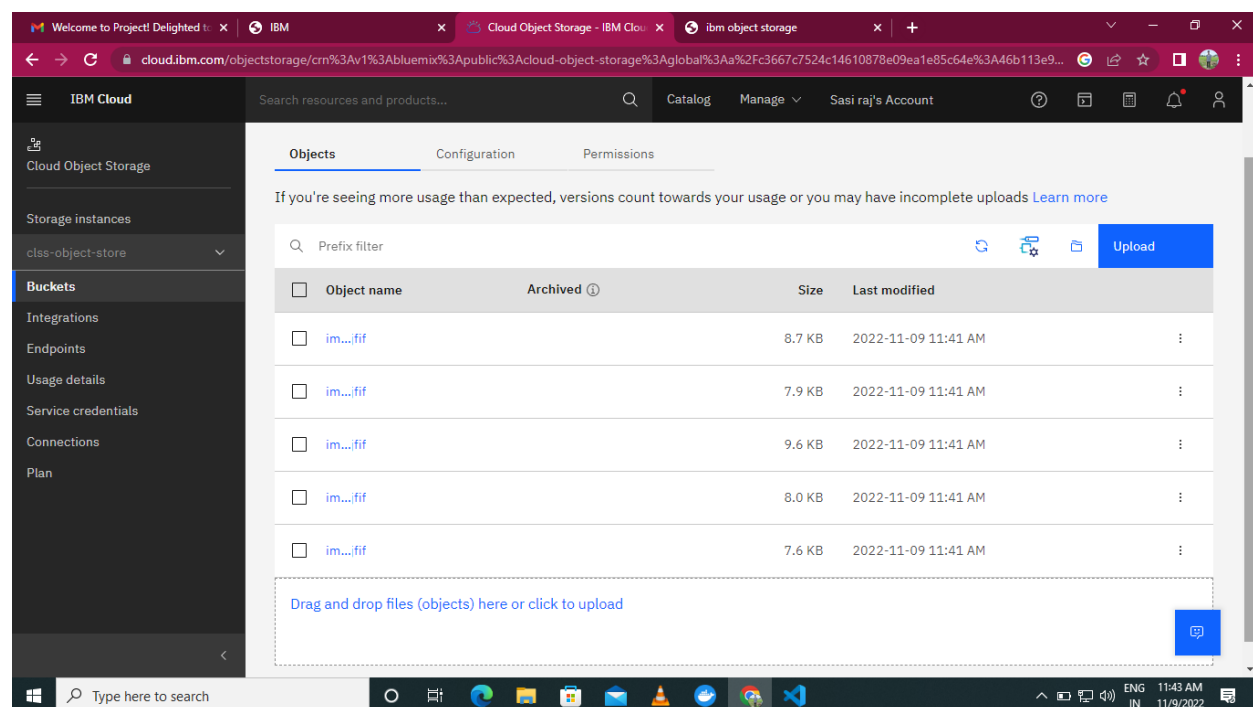 Welcome to Project! Delighted to
IBM
Cloud Object Storage - IBM Clou
ibm object storage
cloud.ibm.com/objectstorage/crn%3Av1%3Abluemix%3Apublic%3Acloud-object-storage%3Aglobal%3Aa%2Fc3667c7524c14610878e09ea1e85c64e%3A46b113e9...
IBM Cloud
Search resources and products...
Catalog
Manage
Sasi raj's Account
Cloud Object Storage
Storage instances
clss-object-store
Buckets
Integrations
Endpoints
Usage details
Service credentials
Connections
Plan
Objects
Configuration
Permissions
If you're seeing more usage than expected, versions count towards your usage or you may have incomplete uploads Learn more
Prefix filter
Upload
Object name Archived Size Last modified
im...jfif 8.7 KB 2022-11-09 11:41 AM
im...jfif 7.9 KB 2022-11-09 11:41 AM
im...jfif 9.6 KB 2022-11-09 11:41 AM
im...jfif 8.0 KB 2022-11-09 11:41 AM
im...jfif 7.6 KB 2022-11-09 11:41 AM
Drag and drop files (objects) here or click to upload
Type here to search
ENG
IN
11:43 AM
11/9/2022